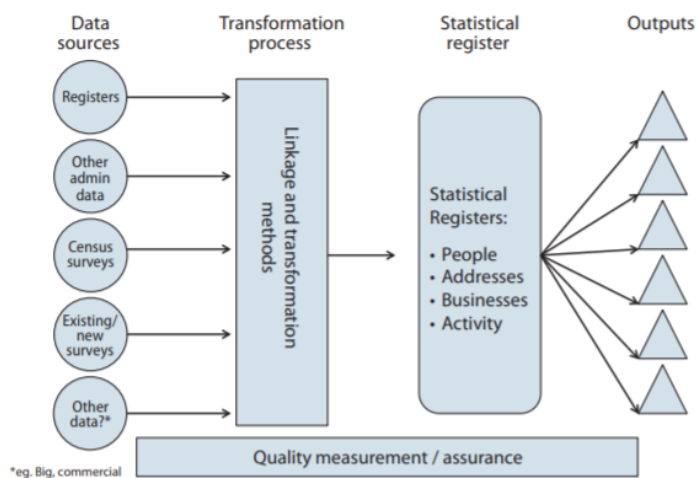 Data
sources
Transformation
process
Statistical
register
Outputs
Registers
Other
admin
data
Census
surveys
Existing/
new
surveys
Other
data?*
Linkage and transformation
methods
Statistical
Registers:
• People
• Addresses
• Businesses
• Activity
Quality measurement / assurance
*eg. Big, commercial